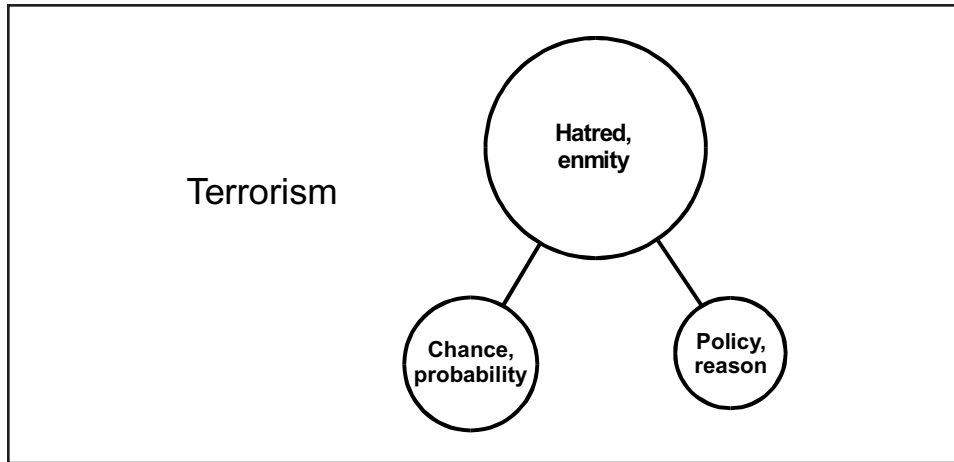 Terrorism
Hatred,
enmity
Chance,
probability
Policy,
reason